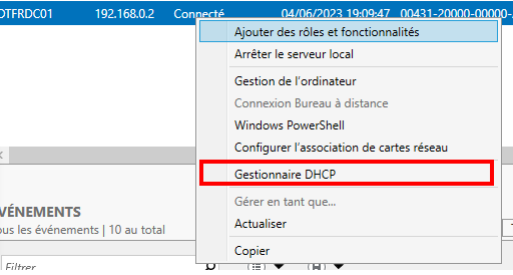 OTFRDC01 192.168.0.2 Connecté 04/06/2023 19:09:47 00431-20000-00000-
Ajouter des rôles et fonctionnalités
Arrêter le serveur local
Gestion de l'ordinateur
Connexion Bureau à distance
Windows PowerShell
Configurer l'association de cartes réseau
Gestionnaire DHCP
Gérer en tant que...
Actualiser
Copier
VÉNEMENTS
ous les événements | 10 au total
Filtrer